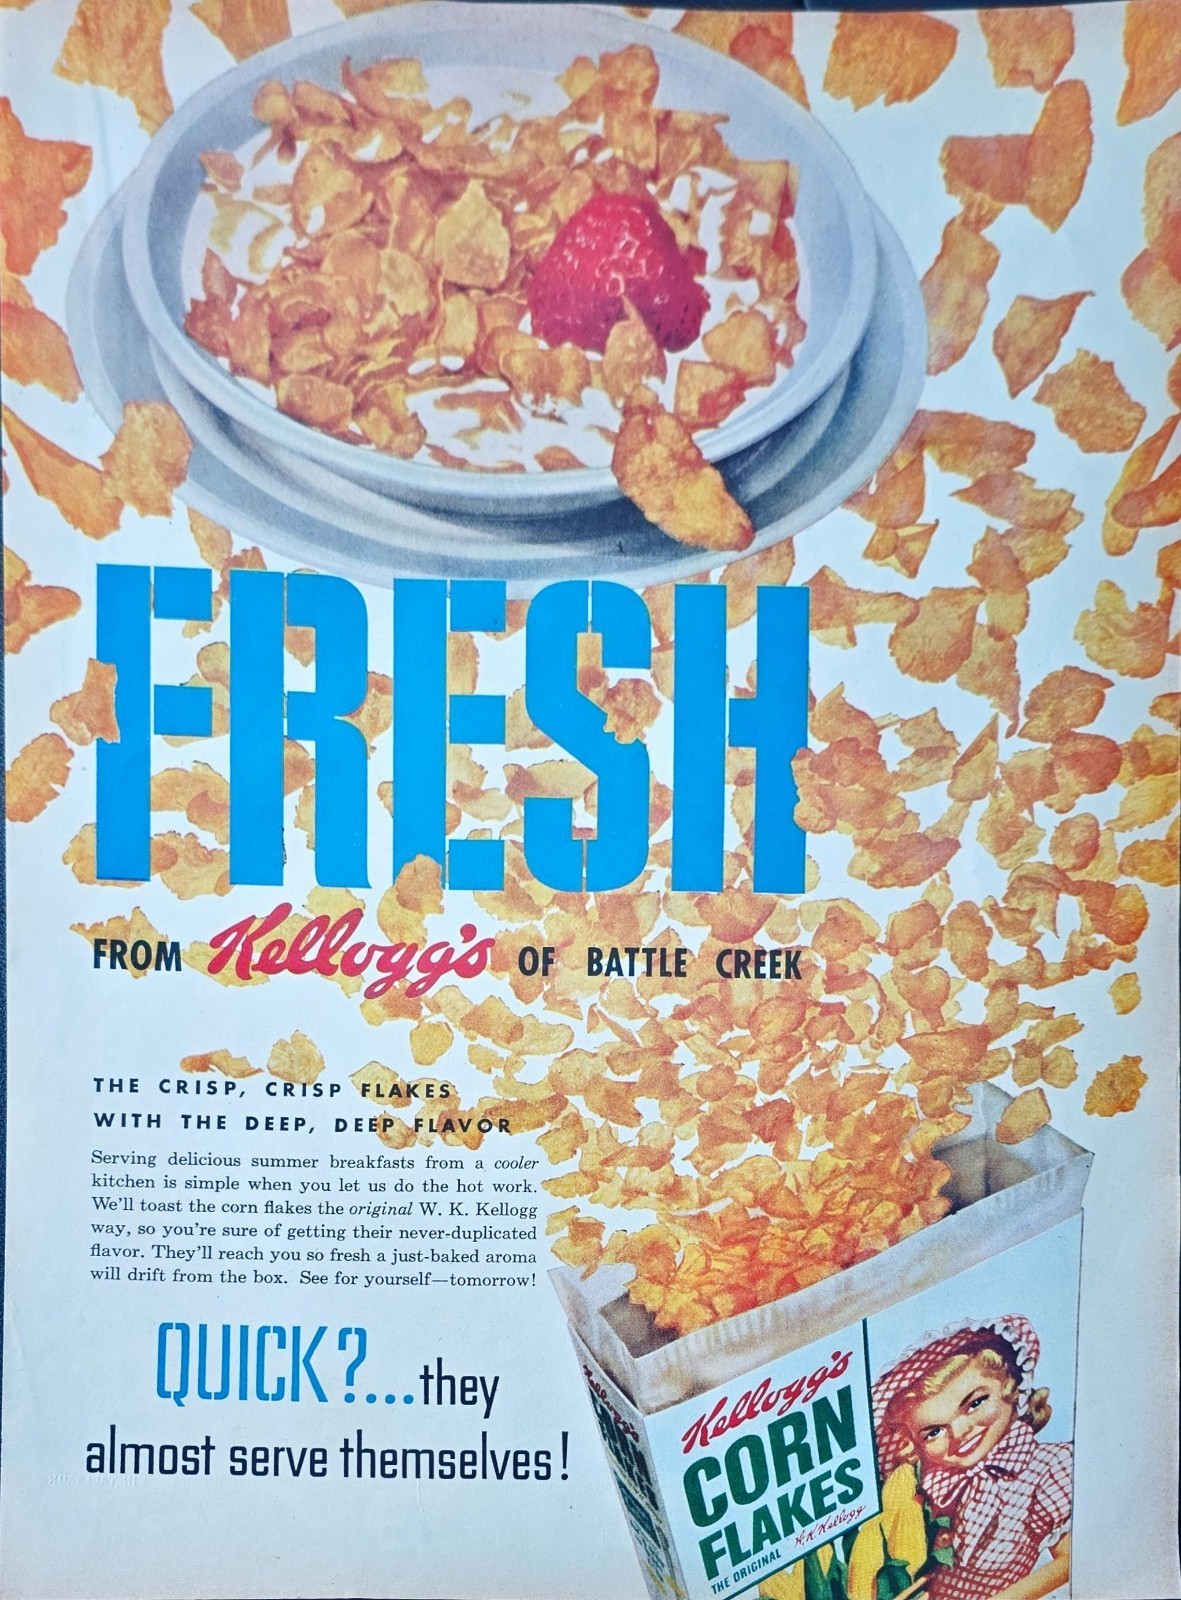 FRESH
FROM Kellogg's OF BATTLE CREEK
THE CRISP, CRISP FLAKES
WITH THE DEEP, DEEP FLAVOR
Serving delicious summer breakfasts from a cooler
kitchen is simple when you let us do the hot work.
We'll toast the corn flakes the original W. K. Kellogg
way, so you're sure of getting their never-duplicated
flavor. They'll reach you so fresh a just-baked aroma
will drift from the box. See for yourself—tomorrow!
QUICK?...they
almost serve themselves!
Kellogg's
CORN
FLAKES
THE ORIGINAL W. K. Kellogg
Kellogg's